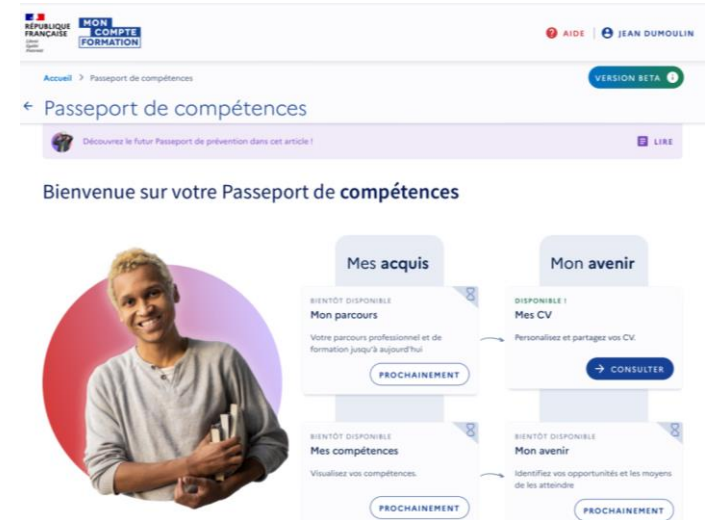 RÉPUBLIQUE
FRANÇAISE
Liberté
Égalité
Fraternité
MON
COMPTE
FORMATION
AIDE
JEAN DUMOULIN
Accueil > Passeport de compétences
VERSION BETA
← Passeport de compétences
Découvrez le futur Passeport de prévention dans cet article !
LIRE
Bienvenue sur votre Passeport de compétences
Mes acquis
BIENTÔT DISPONIBLE
Mon parcours
Votre parcours professionnel et de
formation jusqu'à aujourd'hui
PROCHAINEMENT
BIENTÔT DISPONIBLE
Mes compétences
Visualisez vos compétences.
PROCHAINEMENT
Mon avenir
DISPONIBLE !
Mes CV
Personalisez et partagez vos CV.
→ CONSULTER
BIENTÔT DISPONIBLE
Mon avenir
Identifiez vos opportunités et les moyens
de les atteindre
PROCHAINEMENT